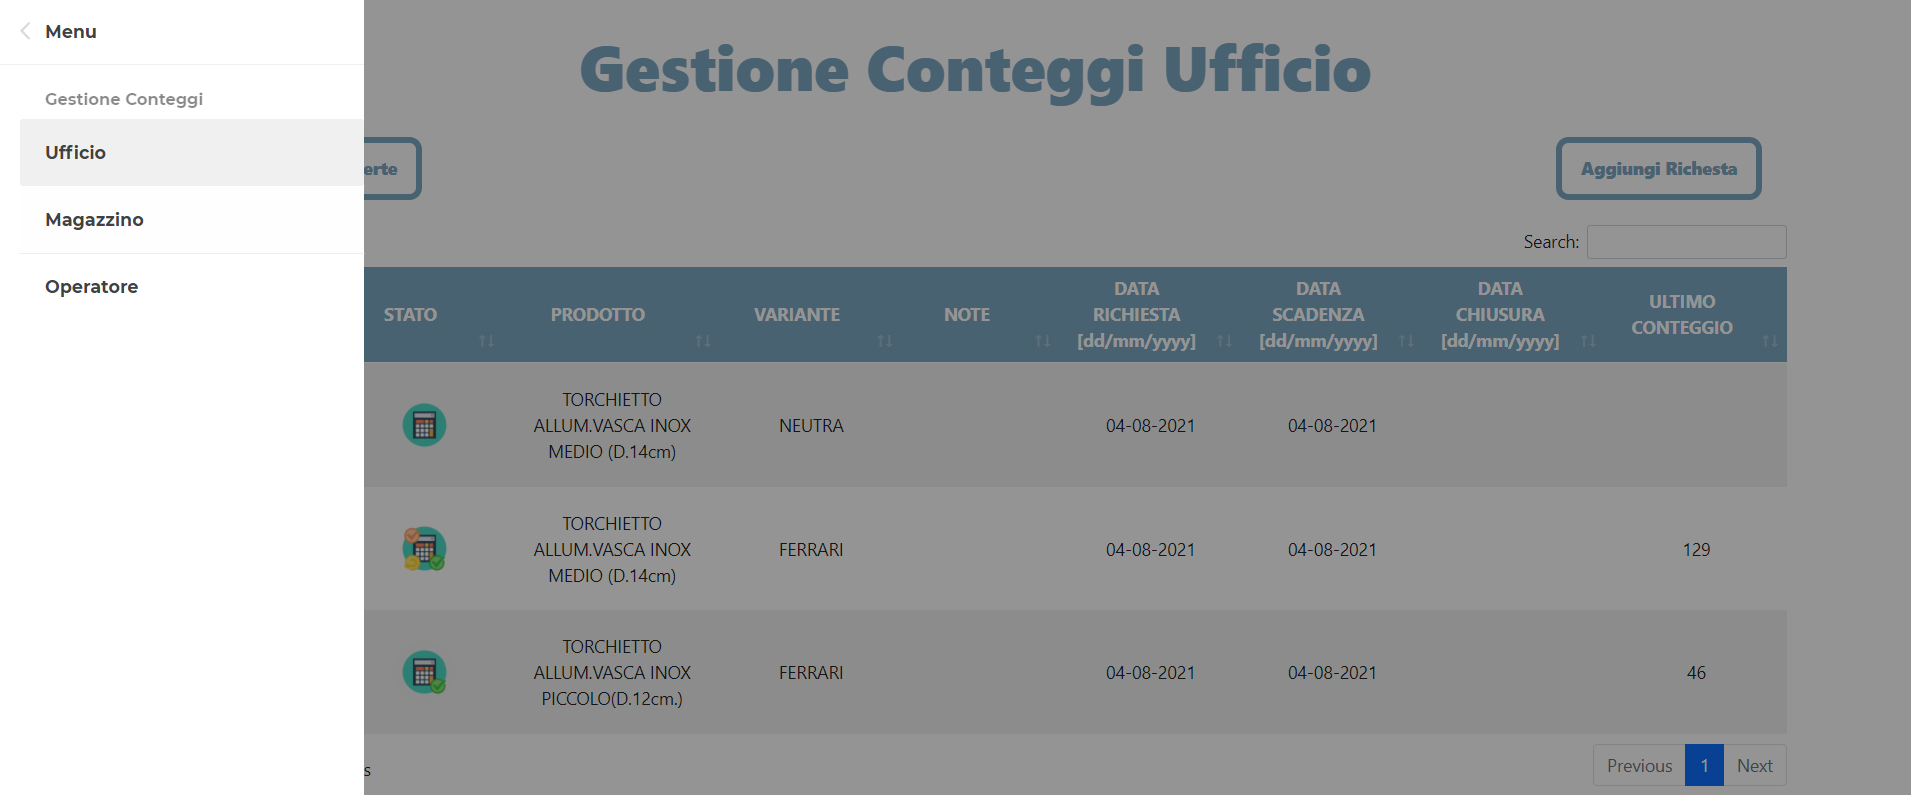 Menu
Gestione Conteggi
Ufficio
Magazzino
Operatore
Gestione Conteggi Ufficio
erte
Aggiungi Richesta
Search:
STATO
PRODOTTO
VARIANTE
NOTE
DATA
RICHIESTA
[dd/mm/yyyy]
DATA
SCADENZA
[dd/mm/yyyy]
DATA
CHIUSURA
[dd/mm/yyyy]
ULTIMO
CONTEGGIO
TORCHIETTO
ALLUM.VASCA INOX
MEDIO (D.14cm)
NEUTRA
04-08-2021
04-08-2021
TORCHIETTO
ALLUM.VASCA INOX
MEDIO (D.14cm)
FERRARI
04-08-2021
04-08-2021
129
TORCHIETTO
ALLUM.VASCA INOX
PICCOLO(D.12cm.)
FERRARI
04-08-2021
04-08-2021
46
s
Previous
1
Next